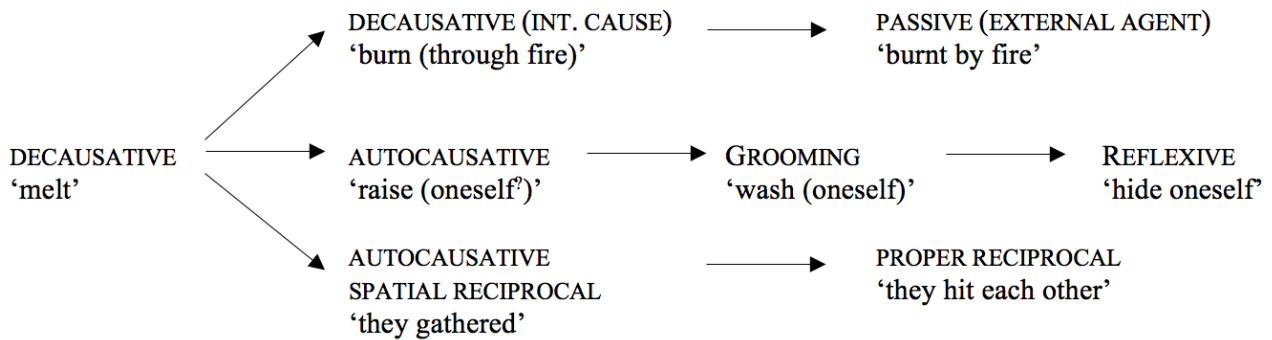 DECAUSATIVE (INT. CAUSE) PASSIVE (EXTERNAL AGENT)
‘burn (through fire)’ ‘burnt by fire’
DECAUSATIVE AUTOCAUSATIVE GROOMING REFLEXIVE
‘melt’ ‘raise (oneself?)’ ‘wash (oneself)’ ‘hide oneself’
AUTOCAUSATIVE PROPER RECIPROCAL
SPATIAL RECIPROCAL ‘they hit each other’
‘they gathered’